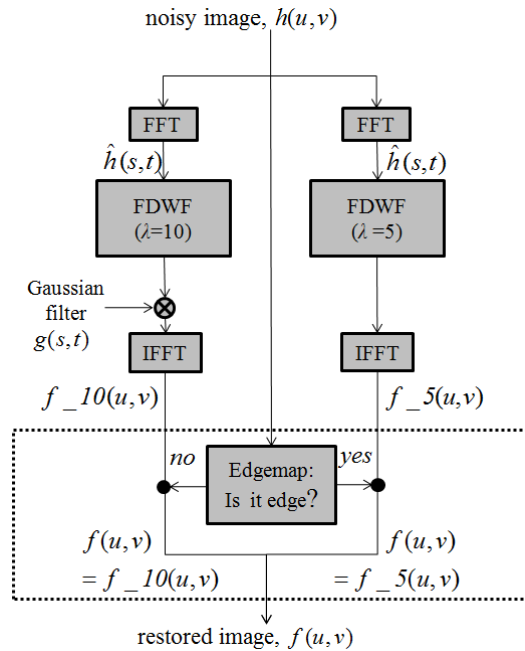 noisy image, h(u,v)
FFT
FFT
ĥ(s,t)
ĥ(s,t)
FDWF
(λ=10)
FDWF
(λ =5)
Gaussian
filter
g(s,t)
IFFT
IFFT
f _10(u,v)
f _5(u,v)
no
Edgemap:
Is it edge?
yes
f(u,v)
= f _10(u,v)
f(u,v)
= f _5(u,v)
restored image, f(u,v)